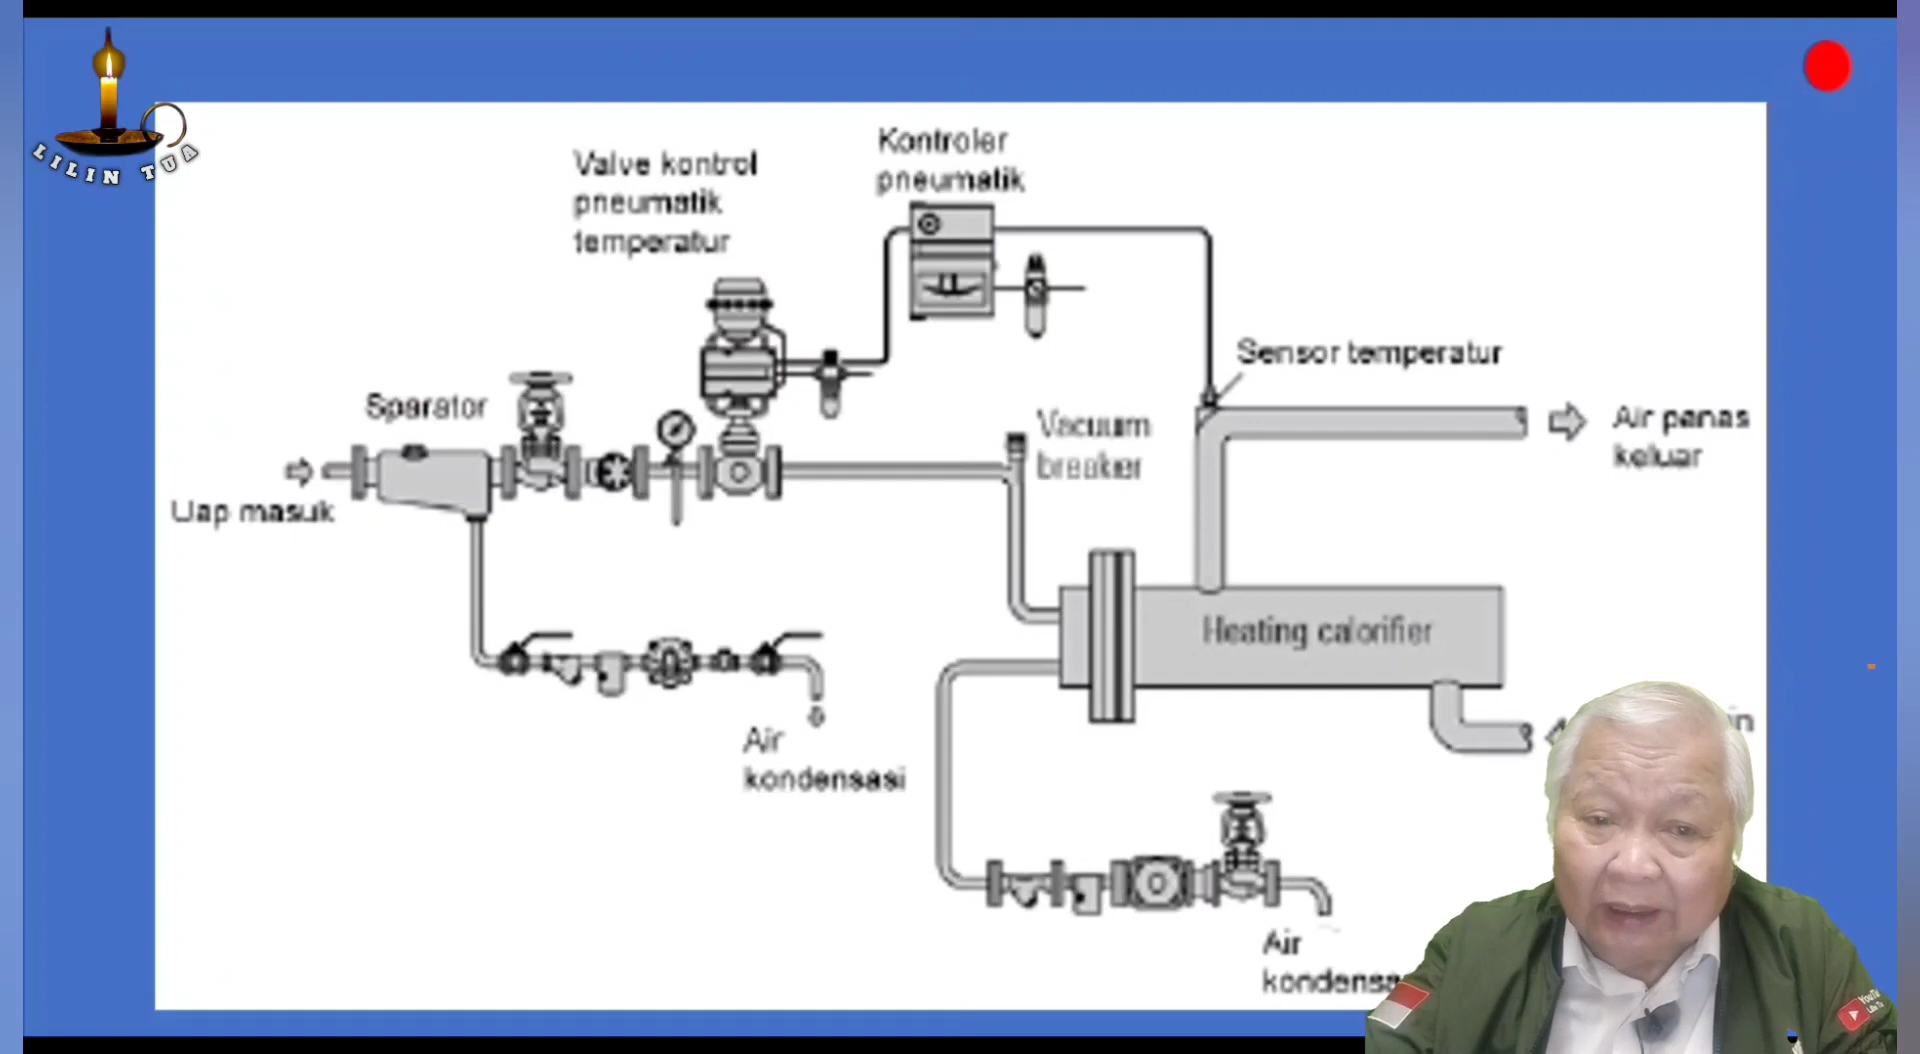 LILIN TUA
Kontroler
pneumatik
Valve kontrol
pneumatik
temperatur
Sensor temperatur
Sparator
Vacuum
breaker
Air panas
keluar
Uap masuk
Heating calorifier
Air
kondensasi
Air
YouTu